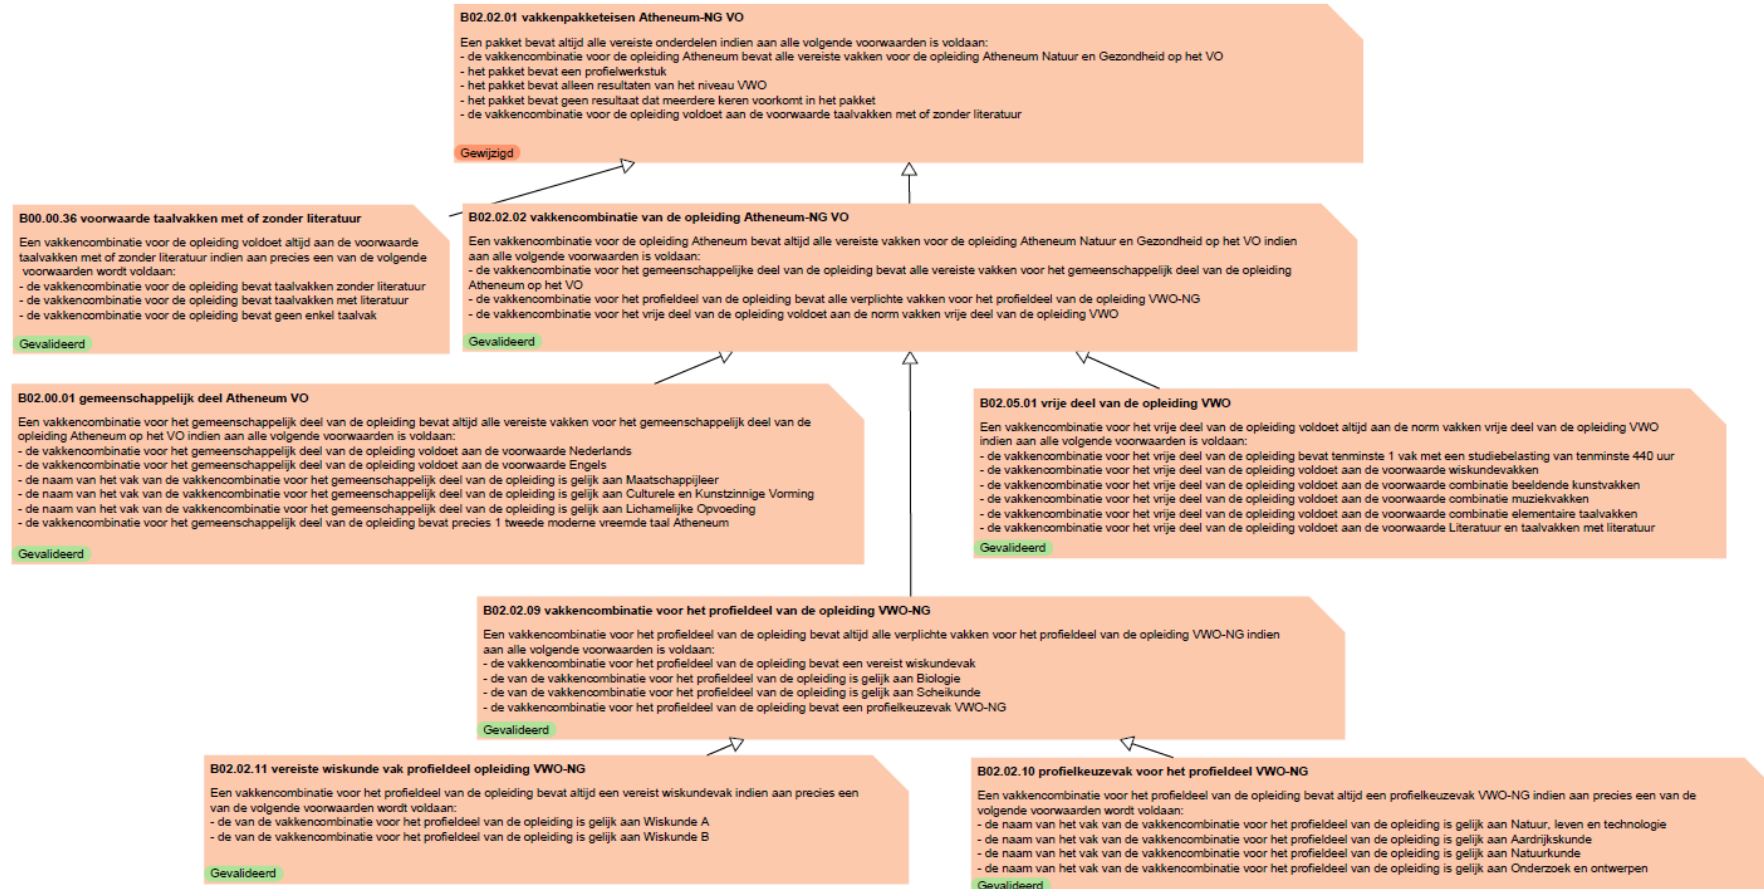 B02.02.01 vakkenpakketeisen Atheneum-NG VO
Een pakket bevat altijd alle vereiste onderdelen indien aan alle volgende voorwaarden is voldaan:
- de vakkencombinatie voor de opleiding Atheneum bevat alle vereiste vakken voor de opleiding Atheneum Natuur en Gezondheid op het VO
- het pakket bevat een profielwerkstuk
- het pakket bevat alleen resultaten van het niveau VWO
- het pakket bevat geen resultaat dat meerdere keren voorkomt in het pakket
- de vakkencombinatie voor de opleiding voldoet aan de voorwaarde taalvakken met of zonder literatuur
Gewijzigd
B00.00.36 voorwaarde taalvakken met of zonder literatuur
Een vakkencombinatie voor de opleiding voldoet altijd aan de voorwaarde
taalvakken met of zonder literatuur indien aan precies een van de volgende
voorwaarden wordt voldaan:
- de vakkencombinatie voor de opleiding bevat taalvakken zonder literatuur
- de vakkencombinatie voor de opleiding bevat taalvakken met literatuur
- de vakkencombinatie voor de opleiding bevat geen enkel taalvak
Gevalideerd
B02.02.02 vakkencombinatie van de opleiding Atheneum-NG VO
Een vakkencombinatie voor de opleiding Atheneum bevat altijd alle vereiste vakken voor de opleiding Atheneum Natuur en Gezondheid op het VO indien
aan alle volgende voorwaarden is voldaan:
- de vakkencombinatie voor het gemeenschappelijke deel van de opleiding bevat alle vereiste vakken voor het gemeenschappelijk deel van de opleiding
Atheneum op het VO
- de vakkencombinatie voor het profieldeel van de opleiding bevat alle verplichte vakken voor het profieldeel van de opleiding VWO-NG
- de vakkencombinatie voor het vrije deel van de opleiding voldoet aan de norm vakken vrije deel van de opleiding VWO
Gevalideerd
B02.00.01 gemeenschappelijk deel Atheneum VO
Een vakkencombinatie voor het gemeenschappelijk deel van de opleiding bevat altijd alle vereiste vakken voor het gemeenschappelijk deel van de
opleiding Atheneum op het VO indien aan alle volgende voorwaarden is voldaan:
- de vakkencombinatie voor het gemeenschappelijk deel van de opleiding voldoet aan de voorwaarde Nederlands
- de vakkencombinatie voor het gemeenschappelijk deel van de opleiding voldoet aan de voorwaarde Engels
- de naam van het vak van de vakkencombinatie voor het gemeenschappelijk deel van de opleiding is gelijk aan Maatschappijleer
- de naam van het vak van de vakkencombinatie voor het gemeenschappelijk deel van de opleiding is gelijk aan Culturele en Kunstzinnige Vorming
- de naam van het vak van de vakkencombinatie voor het gemeenschappelijk deel van de opleiding is gelijk aan Lichamelijke Opvoeding
- de vakkencombinatie voor het gemeenschappelijk deel van de opleiding bevat precies 1 tweede moderne vreemde taal Atheneum
Gevalideerd
B02.05.01 vrije deel van de opleiding VWO
Een vakkencombinatie voor het vrije deel van de opleiding voldoet altijd aan de norm vakken vrije deel van de opleiding VWO
indien aan alle volgende voorwaarden is voldaan:
- de vakkencombinatie voor het vrije deel van de opleiding bevat tenminste 1 vak met een studiebelasting van tenminste 440 uur
- de vakkencombinatie voor het vrije deel van de opleiding voldoet aan de voorwaarde wiskundevakken
- de vakkencombinatie voor het vrije deel van de opleiding voldoet aan de voorwaarde combinatie beeldende kunstvakken
- de vakkencombinatie voor het vrije deel van de opleiding voldoet aan de voorwaarde combinatie muziekvakken
- de vakkencombinatie voor het vrije deel van de opleiding voldoet aan de voorwaarde combinatie elementaire taalvakken
- de vakkencombinatie voor het vrije deel van de opleiding voldoet aan de voorwaarde Literatuur en taalvakken met literatuur
Gevalideerd
B02.02.09 vakkencombinatie voor het profieldeel van de opleiding VWO-NG
Een vakkencombinatie voor het profieldeel van de opleiding bevat altijd alle verplichte vakken voor het profieldeel van de opleiding VWO-NG indien
aan alle volgende voorwaarden is voldaan:
- de vakkencombinatie voor het profieldeel van de opleiding bevat een vereist wiskundevak
- de van de vakkencombinatie voor het profieldeel van de opleiding is gelijk aan Biologie
- de van de vakkencombinatie voor het profieldeel van de opleiding is gelijk aan Scheikunde
- de vakkencombinatie voor het profieldeel van de opleiding bevat een profielkeuzevak VWO-NG
Gevalideerd
B02.02.11 vereiste wiskunde vak profieldeel opleiding VWO-NG
Een vakkencombinatie voor het profieldeel van de opleiding bevat altijd een vereist wiskundevak indien aan precies een
van de volgende voorwaarden wordt voldaan:
- de van de vakkencombinatie voor het profieldeel van de opleiding is gelijk aan Wiskunde A
- de van de vakkencombinatie voor het profieldeel van de opleiding is gelijk aan Wiskunde B
Gevalideerd
B02.02.10 profielkeuzevak voor het profieldeel VWO-NG
Een vakkencombinatie voor het profieldeel van de opleiding bevat altijd een profielkeuzevak VWO-NG indien aan precies een van de
volgende voorwaarden wordt voldaan:
- de naam van het vak van de vakkencombinatie voor het profieldeel van de opleiding is gelijk aan Natuur, leven en technologie
- de naam van het vak van de vakkencombinatie voor het profieldeel van de opleiding is gelijk aan Aardrijkskunde
- de naam van het vak van de vakkencombinatie voor het profieldeel van de opleiding is gelijk aan Natuurkunde
- de naam van het vak van de vakkencombinatie voor het profieldeel van de opleiding is gelijk aan Onderzoek en ontwerpen
Gevalideerd